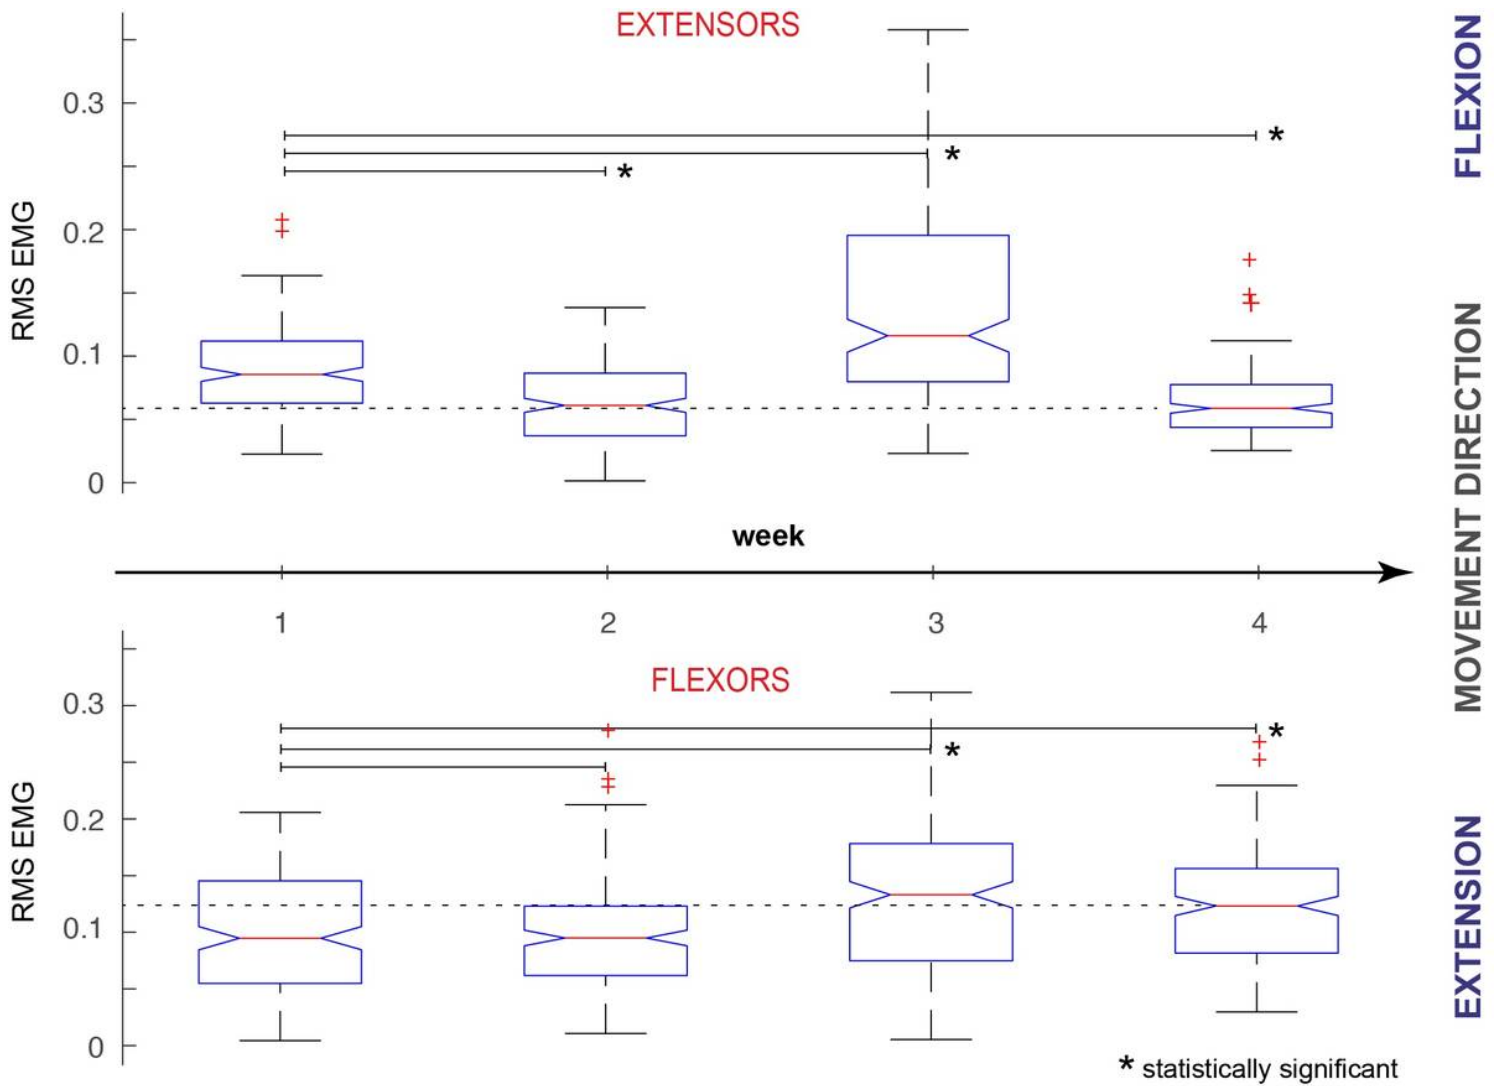 EXTENSORS
FLEXION
0.3
*
*
*
0.2
RMS EMG
0.1
0
MOVEMENT DIRECTION
week
1 2 3 4
FLEXORS
0.3
*
*
0.2
RMS EMG
0.1
EXTENSION
0
* statistically significant